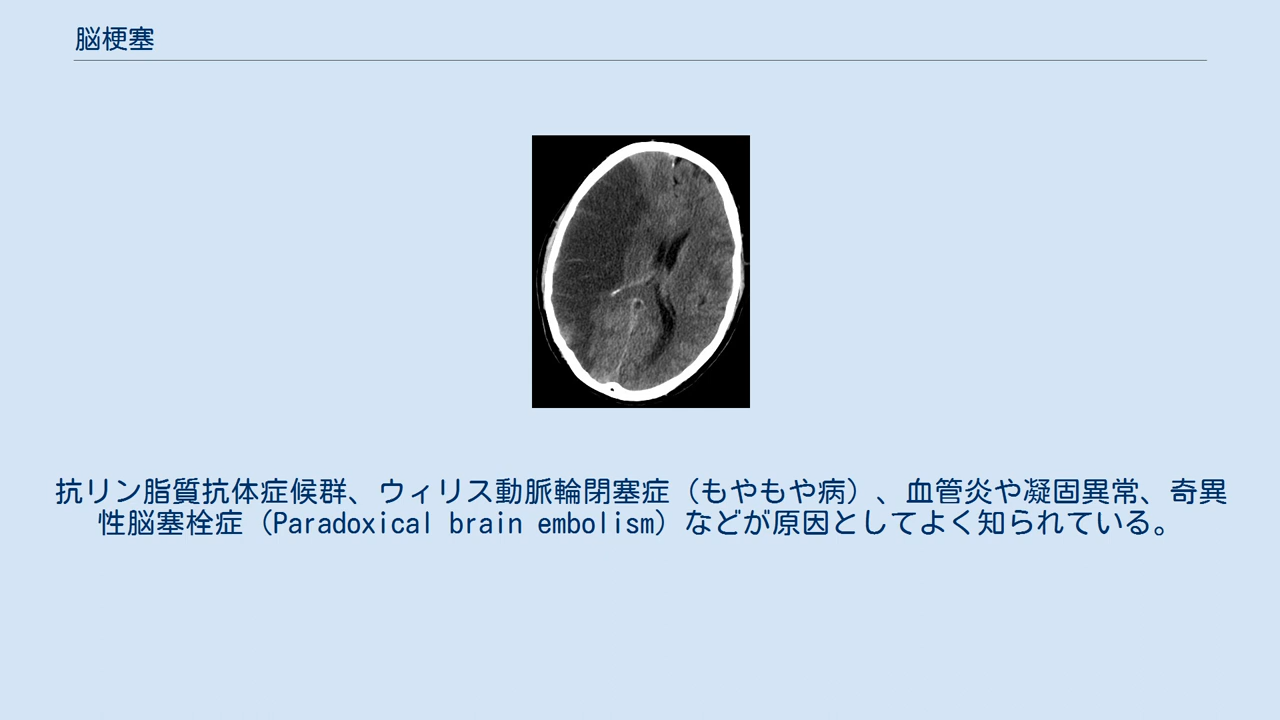 脳梗塞
抗リン脂質抗体症候群、ウィリス動脈輪閉塞症（もやもや病）、血管炎や凝固異常、奇異
性脳塞栓症（Paradoxical brain embolism）などが原因としてよく知られている。